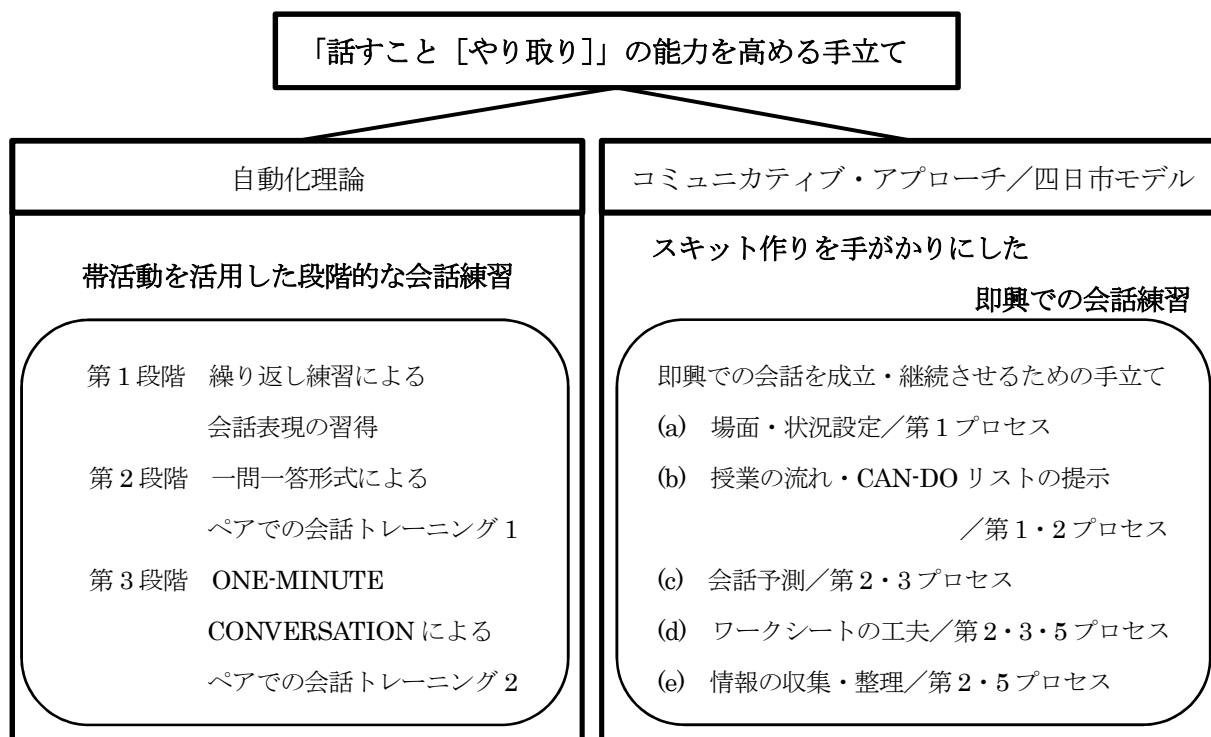 「話すこと［やり取り］」の能力を高める手立て
自動化理論
帯活動を活用した段階的な会話練習
第１段階　繰り返し練習による
会話表現の習得
第２段階　一問一答形式による
ペアでの会話トレーニング 1
第３段階　ONE-MINUTE
CONVERSATION による
ペアでの会話トレーニング 2
コミュニカティブ・アプローチ／四日市モデル
スキット作りを手がかりにした
即興での会話練習
即興での会話を成立・継続させるための手立て
(a)　場面・状況設定／第１プロセス
(b)　授業の流れ・CAN-DO リストの提示
／第１・２プロセス
(c)　会話予測／第２・３プロセス
(d)　ワークシートの工夫／第２・３・５プロセス
(e)　情報の収集・整理／第２・５プロセス